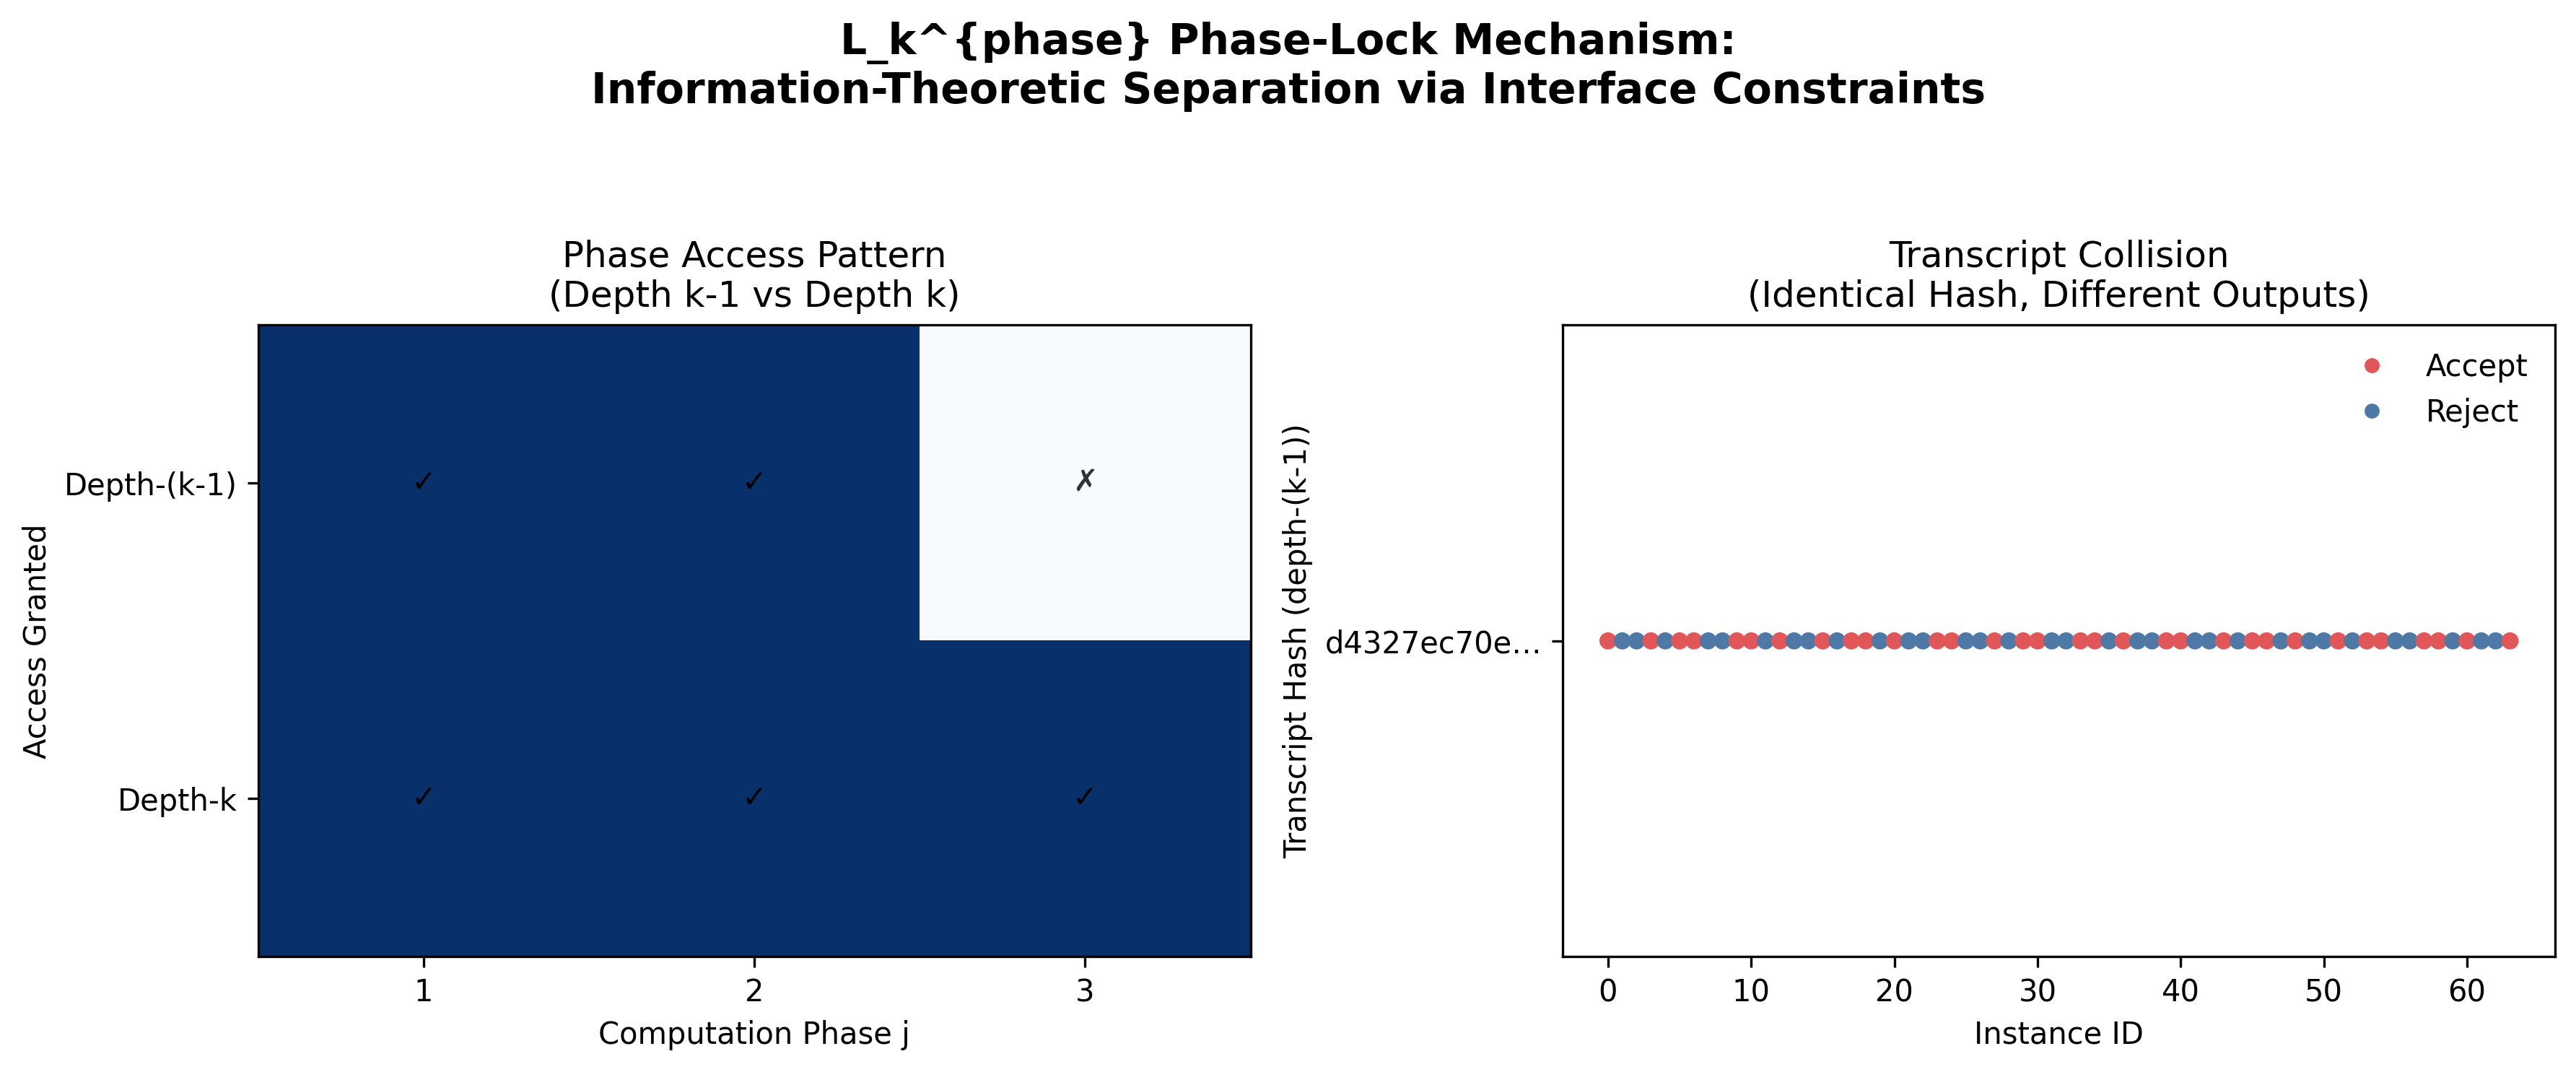 L_k^{phase} Phase-Lock Mechanism:
Information-Theoretic Separation via Interface Constraints
Phase Access Pattern
(Depth k-1 vs Depth k)
Access Granted
Depth-(k-1)
✓ ✓ ✗
Depth-k
✓ ✓ ✓
1 2 3
Computation Phase j
Transcript Collision
(Identical Hash, Different Outputs)
Accept
Reject
Transcript Hash (depth-(k-1))
d4327ec70e...
0 10 20 30 40 50 60
Instance ID